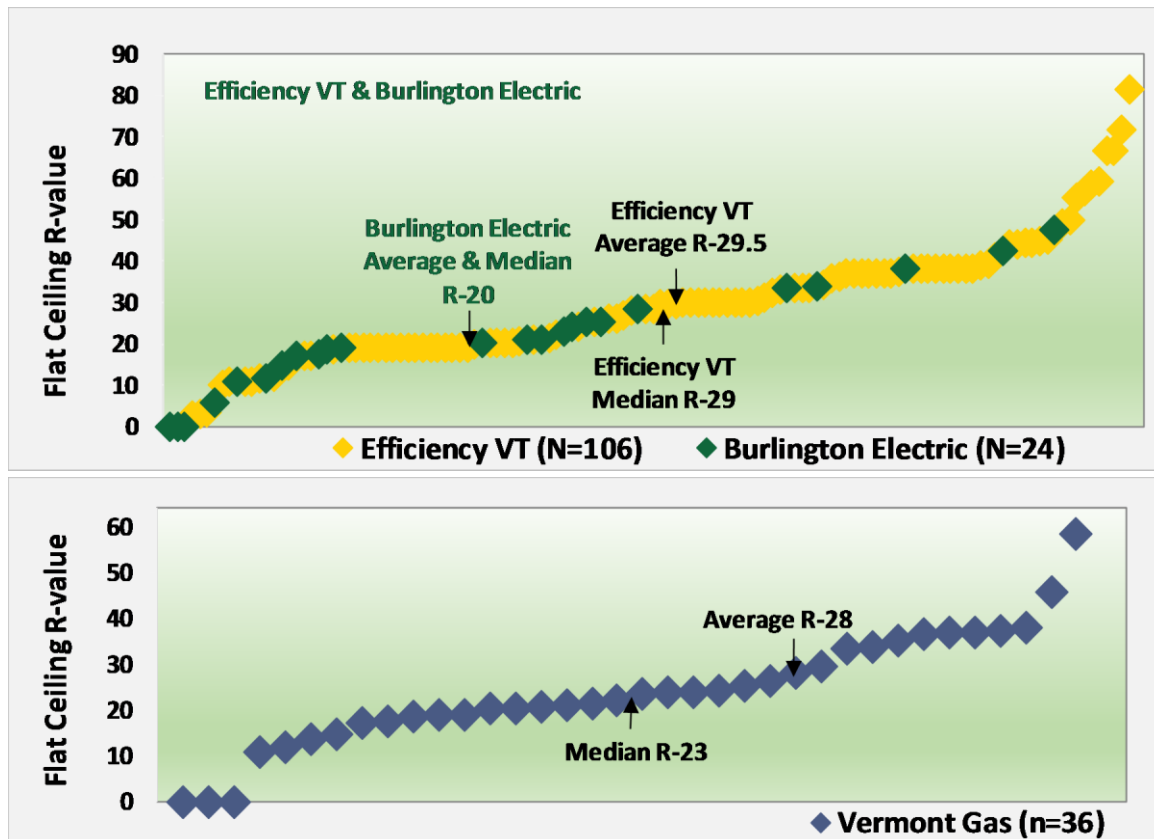 90
Efficiency VT & Burlington Electric
80
70
60
50
40
30
20
10
0
Flat Ceiling R-value
Burlington Electric
Average & Median
R-20
Efficiency VT
Average R-29.5
Efficiency VT
Median R-29
Efficiency VT (N=106)
Burlington Electric (N=24)
60
50
40
30
20
10
0
Flat Ceiling R-value
Average R-28
Median R-23
Vermont Gas (n=36)